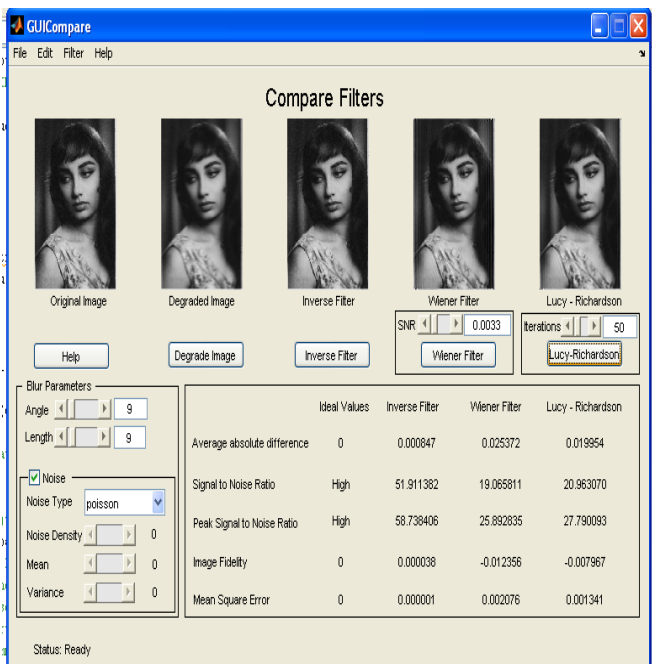 GUICompare
File Edit Filter Help
Compare Filters
Original Image Degraded Image Inverse Filter Wiener Filter Lucy - Richardson
SNR 0.0033 Iterations 50
Help Degrade Image Inverse Filter Wiener Filter Lucy-Richardson
Blur Parameters
Angle 9
Length 9
Noise
Noise Type poisson
Noise Density 0
Mean 0
Variance 0
Ideal Values Inverse Filter Wiener Filter Lucy - Richardson
Average absolute difference 0 0.000847 0.025372 0.019954
Signal to Noise Ratio High 51.911382 19.065811 20.963070
Peak Signal to Noise Ratio High 58.738406 25.892835 27.790093
Image Fidelity 0 0.000038 -0.012356 -0.007967
Mean Square Error 0 0.000001 0.002076 0.001341
Status: Ready